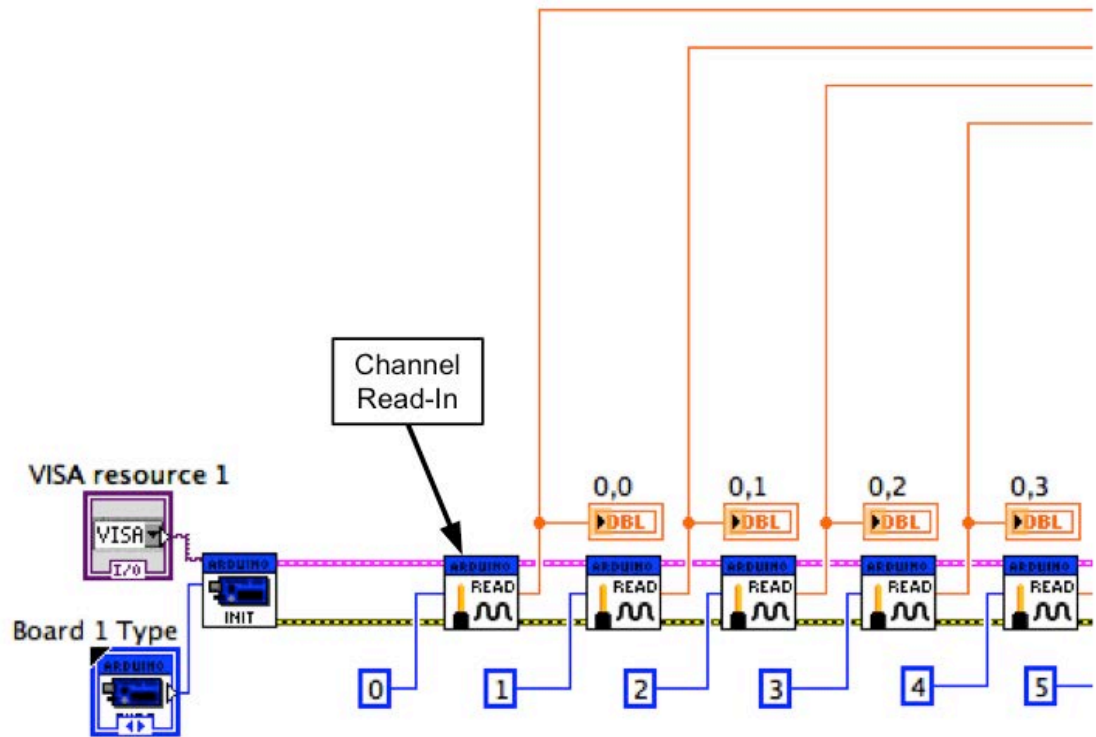 Channel
Read-In
VISA resource 1
0,0
0,1
0,2
0,3
VISA
DBL
DBL
DBL
DBL
I/O
ARDUINO
ARDUINO
ARDUINO
ARDUINO
ARDUINO
ARDUINO
READ
READ
READ
READ
READ
INIT
Board 1 Type
ARDUINO
0
1
2
3
4
5